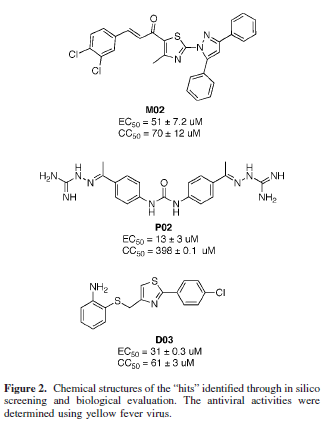 O
S
N
N
N
Cl
Cl
M02
EC50 = 51 ± 7.2 uM
CC50 = 70 ± 12 uM
H2N
H
N
N
NH
O
N
H
N
H
H
N
N
NH
NH2
P02
EC50 = 13 ± 3 uM
CC50 = 398 ± 0.1 uM
NH2
S
S
N
Cl
D03
EC50 = 31 ± 0.3 uM
CC50 = 61 ± 3 uM
Figure 2. Chemical structures of the “hits” identified through in silico
screening and biological evaluation. The antiviral activities were
determined using yellow fever virus.